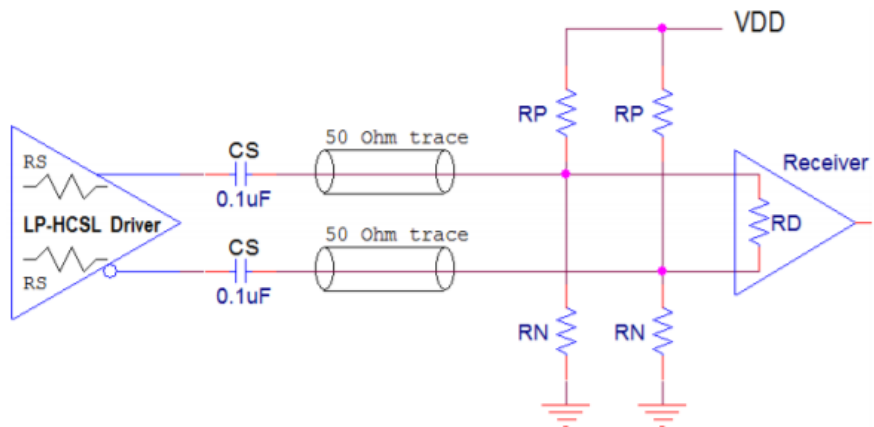 VDD
RP
RP
50 Ohm trace
CS
0.1uF
RS
LP-HCSL Driver
RS
Receiver
RD
50 Ohm trace
CS
0.1uF
RN
RN